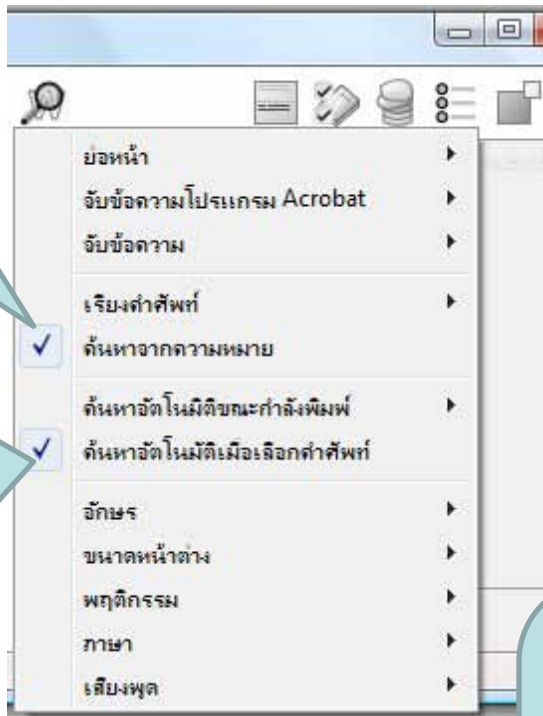 ย่อหน้า
จับข้อความโปรแกรม Acrobat
จับข้อความ
เรียงคำศัพท์
ค้นหาจากความหมาย
ค้นหาอัตโนมัติขณะกำลังพิมพ์
ค้นหาอัตโนมัติเมื่อเลือกคำศัพท์
อักษร
ขนาดหน้าต่าง
พฤติกรรม
ภาษา
เสียงพูด